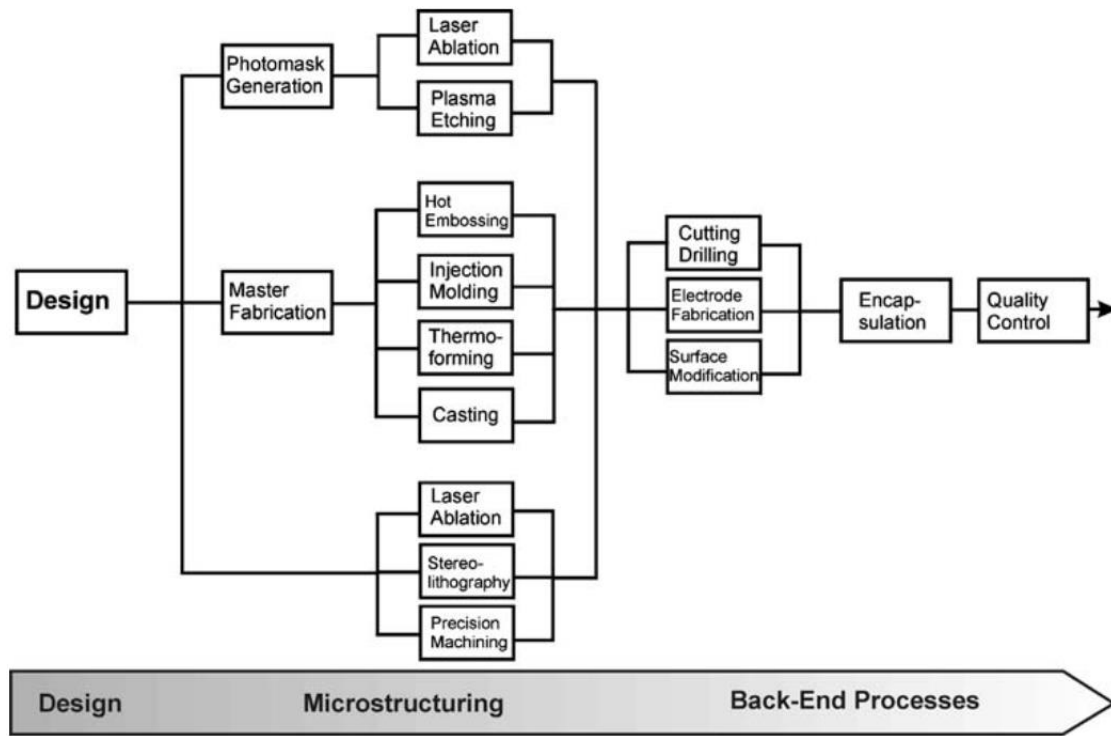 Design
Photomask
Generation
Laser
Ablation
Plasma
Etching
Master
Fabrication
Hot
Embossing
Injection
Molding
Thermo-
forming
Casting
Laser
Ablation
Stereo-
lithography
Precision
Machining
Cutting
Drilling
Electrode
Fabrication
Surface
Modification
Encap-
sulation
Quality
Control
Design
Microstructuring
Back-End Processes